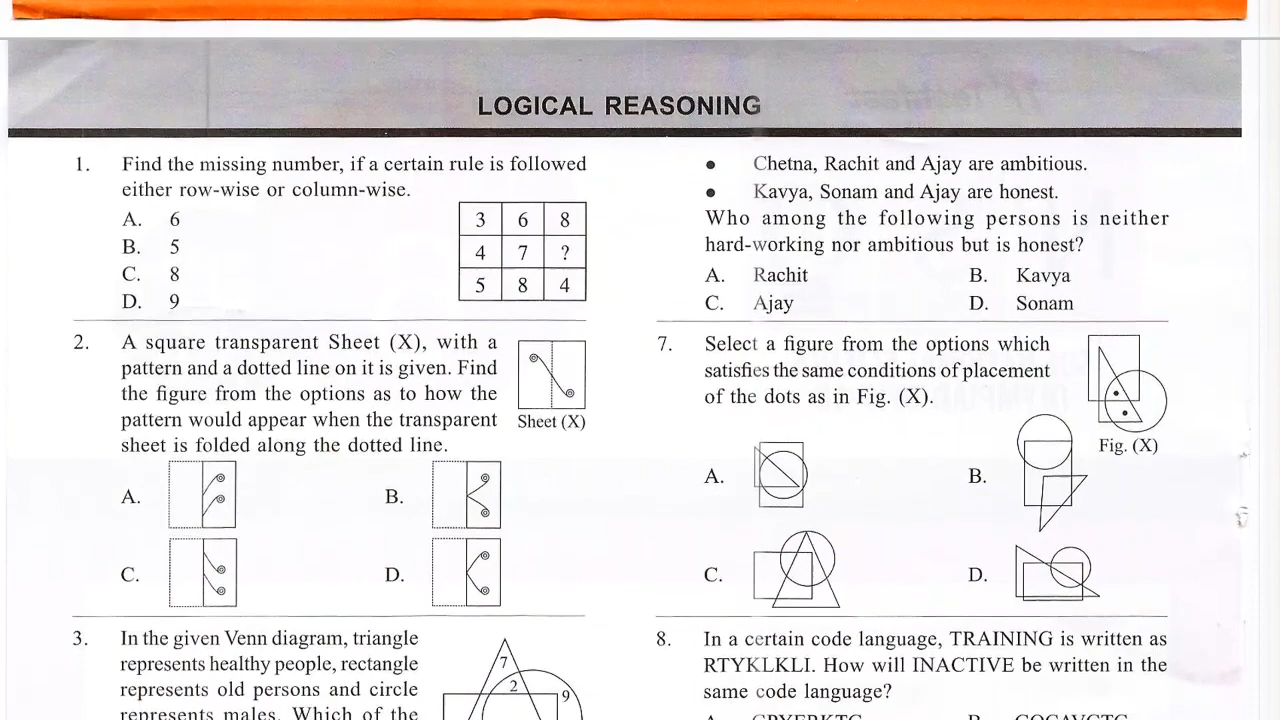 LOGICAL REASONING
1. Find the missing number, if a certain rule is followed
either row-wise or column-wise.
A. 6
B. 5
C. 8
D. 9
3 6 8
4 7 ?
5 8 4
2. A square transparent Sheet (X), with a
pattern and a dotted line on it is given. Find
the figure from the options as to how the
pattern would appear when the transparent
sheet is folded along the dotted line.
Sheet (X)
A. B.
C. D.
3. In the given Venn diagram, triangle
represents healthy people, rectangle
represents old persons and circle
represents males. Which of the
7
2
9
• Chetna, Rachit and Ajay are ambitious.
• Kavya, Sonam and Ajay are honest.
Who among the following persons is neither
hard-working nor ambitious but is honest?
A. Rachit B. Kavya
C. Ajay D. Sonam
7. Select a figure from the options which
satisfies the same conditions of placement
of the dots as in Fig. (X).
Fig. (X)
A. B.
C. D.
8. In a certain code language, TRAINING is written as
RTYKLKLI. How will INACTIVE be written in the
same code language?
A. B.